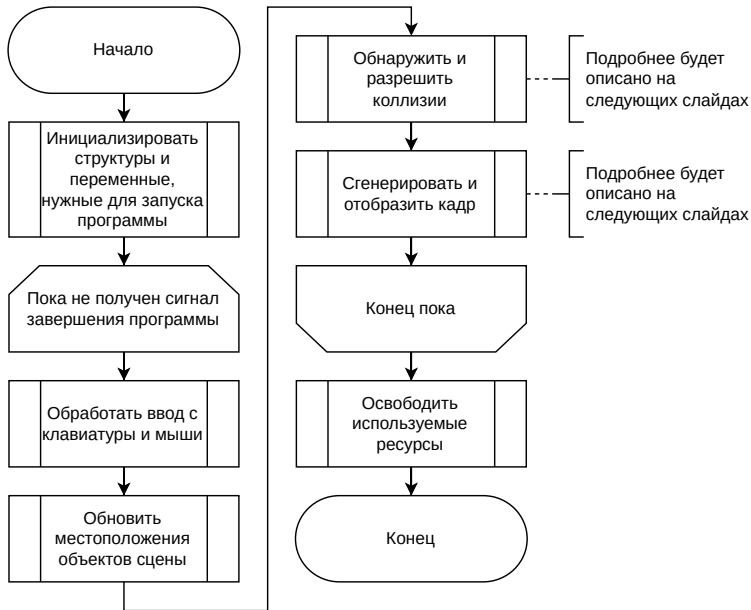 Начало
Инициализировать
структуры и
переменные,
нужные для запуска
программы
Пока не получен сигнал
завершения программы
Обработать ввод с
клавиатуры и мыши
Обновить
местоположения
объектов сцены
Обнаружить и
разрешить
коллизии
Подробнее будет
описано на
следующих слайдах
Сгенерировать и
отобразить кадр
Подробнее будет
описано на
следующих слайдах
Конец пока
Освободить
используемые
ресурсы
Конец